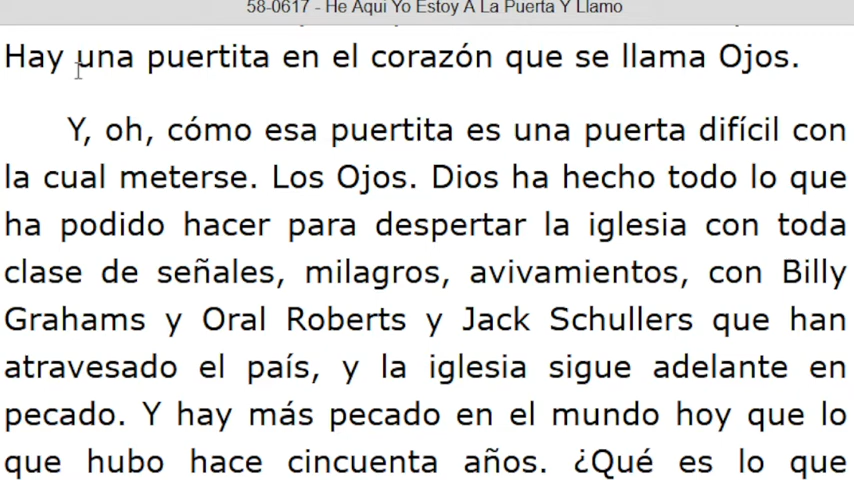 58-0617 - He Aqui Yo Estoy A La Puerta Y Llamo
Hay una puertita en el corazón que se llama Ojos.
Y, oh, cómo esa puertita es una puerta difícil con
la cual meterse. Los Ojos. Dios ha hecho todo lo que
ha podido hacer para despertar la iglesia con toda
clase de señales, milagros, avivamientos, con Billy
Grahams y Oral Roberts y Jack Schullers que han
atravesado el país, y la iglesia sigue adelante en
pecado. Y hay más pecado en el mundo hoy que lo
que hubo hace cincuenta años. ¿Qué es lo que